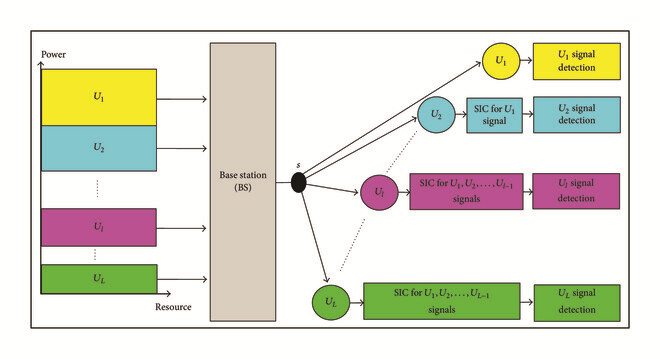 Power
U1
U2
Ul
UL
Resource
Base station
(BS)
s
U1
U1 signal
detection
U2
SIC for U1
signal
U2 signal
detection
Ul
SIC for U1, U2, . . . , Ul−1
signals
Ul signal
detection
UL
SIC for U1, U2, . . . , UL−1
signals
UL signal
detection